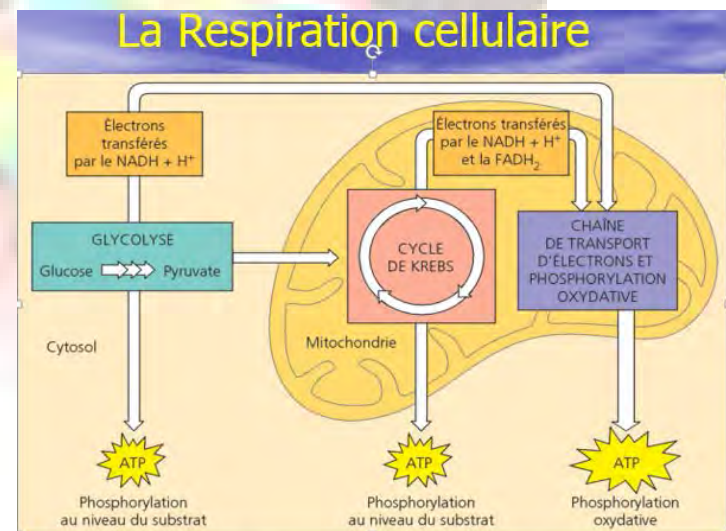 La Respiration cellulaire
Électrons
transférés
par le NADH + H⁺
Électrons transférés
par le NADH + H⁺
et la FADH₂
GLYCOLYSE
Glucose
Pyruvate
CYCLE
DE KREBS
CHAÎNE
DE TRANSPORT
D'ÉLECTRONS ET
PHOSPHORYLATION
OXYDATIVE
Cytosol
Mitochondrie
ATP
ATP
ATP
Phosphorylation
au niveau du substrat
Phosphorylation
au niveau du substrat
Phosphorylation
oxydative